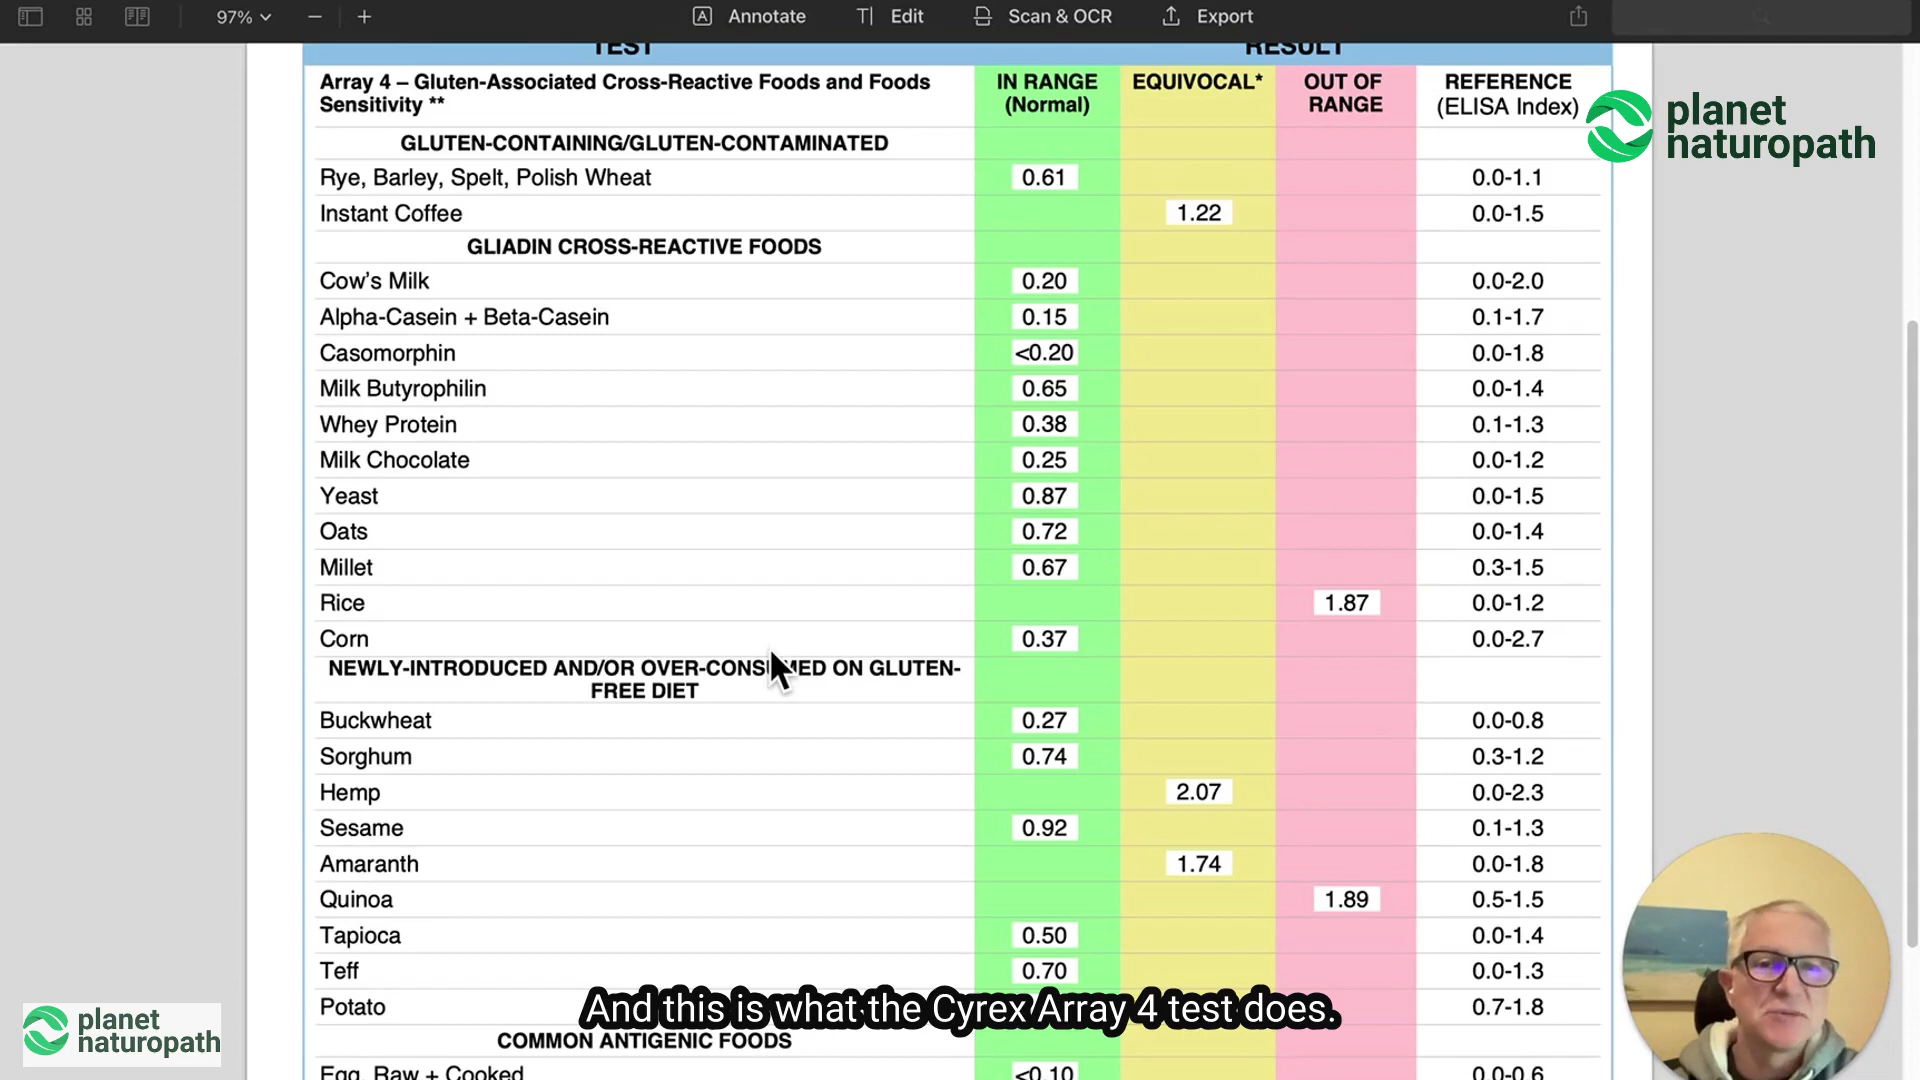 97%
Annotate
Edit
Scan & OCR
Export
TEST RESULT
Array 4 – Gluten-Associated Cross-Reactive Foods and Foods Sensitivity ** IN RANGE (Normal) EQUIVOCAL* OUT OF RANGE REFERENCE (ELISA Index)
planet
naturopath
GLUTEN-CONTAINING/GLUTEN-CONTAMINATED
Rye, Barley, Spelt, Polish Wheat 0.61 0.0-1.1
Instant Coffee 1.22 0.0-1.5
GLIADIN CROSS-REACTIVE FOODS
Cow’s Milk 0.20 0.0-2.0
Alpha-Casein + Beta-Casein 0.15 0.1-1.7
Casomorphin <0.20 0.0-1.8
Milk Butyrophilin 0.65 0.0-1.4
Whey Protein 0.38 0.1-1.3
Milk Chocolate 0.25 0.0-1.2
Yeast 0.87 0.0-1.5
Oats 0.72 0.0-1.4
Millet 0.67 0.3-1.5
Rice 1.87 0.0-1.2
Corn 0.37 0.0-2.7
NEWLY-INTRODUCED AND/OR OVER-CONSUMED ON GLUTEN-
FREE DIET
Buckwheat 0.27 0.0-0.8
Sorghum 0.74 0.3-1.2
Hemp 2.07 0.0-2.3
Sesame 0.92 0.1-1.3
Amaranth 1.74 0.0-1.8
Quinoa 1.89 0.5-1.5
Tapioca 0.50 0.0-1.4
Teff 0.70 0.0-1.3
Potato 0.7-1.8
And this is what the Cyrex Array 4 test does.
COMMON ANTIGENIC FOODS
Egg, Raw + Cooked <0.10 0.0-0.6
planet
naturopath